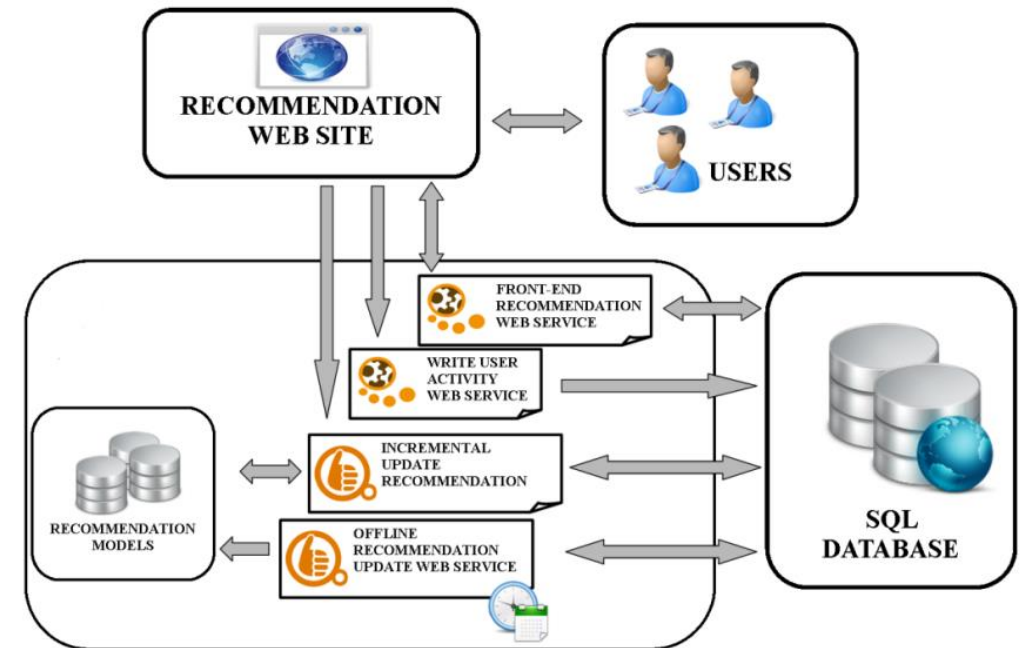 RECOMMENDATION
WEB SITE
USERS
FRONT-END
RECOMMENDATION
WEB SERVICE
WRITE USER
ACTIVITY
WEB SERVICE
INCREMENTAL
UPDATE
RECOMMENDATION
RECOMMENDATION
MODELS
OFFLINE
RECOMMENDATION
UPDATE WEB SERVICE
SQL
DATABASE